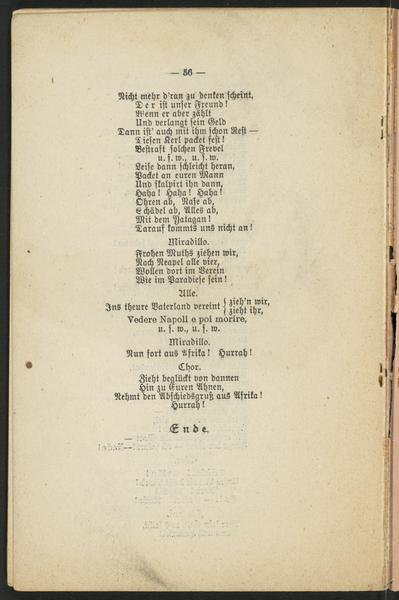 — 56 —
Nicht mehr d'ran zu denken scheint,
Der ist unser Freund!
Wenn er aber zählt
Und verlangt sein Geld
Dann ist' auch mit ihm schon Rest —
Diesen Kerl packet fest!
Bestraft solchen Frevel
u. s. w., u. s. w.
Leise dann schleicht heran,
Packet an euren Mann
Und skalpirt ihn dann,
Haha! Haha! Haha!
Ohren ab, Nase ab,
Schädel ab, Alles ab,
Mit dem Yatagan!
Darauf kommts uns nicht an!
Miradillo.
Frohen Muths ziehen wir,
Nach Neapel alle vier,
Wollen dort im Verein
Wie im Paradiese sein!
Alle.
Ins theure Vaterland vereint { zieh'n wir,
{ zieht ihr,
Vedere Napoli e poi morire,
u. s. w., u. s. w.
Miradillo.
Nun fort aus Afrika! Hurrah!
Chor.
Zieht beglückt von dannen
Hin zu Euren Ahnen,
Nehmt den Abschiedsgruß aus Afrika!
Hurrah!
Ende.